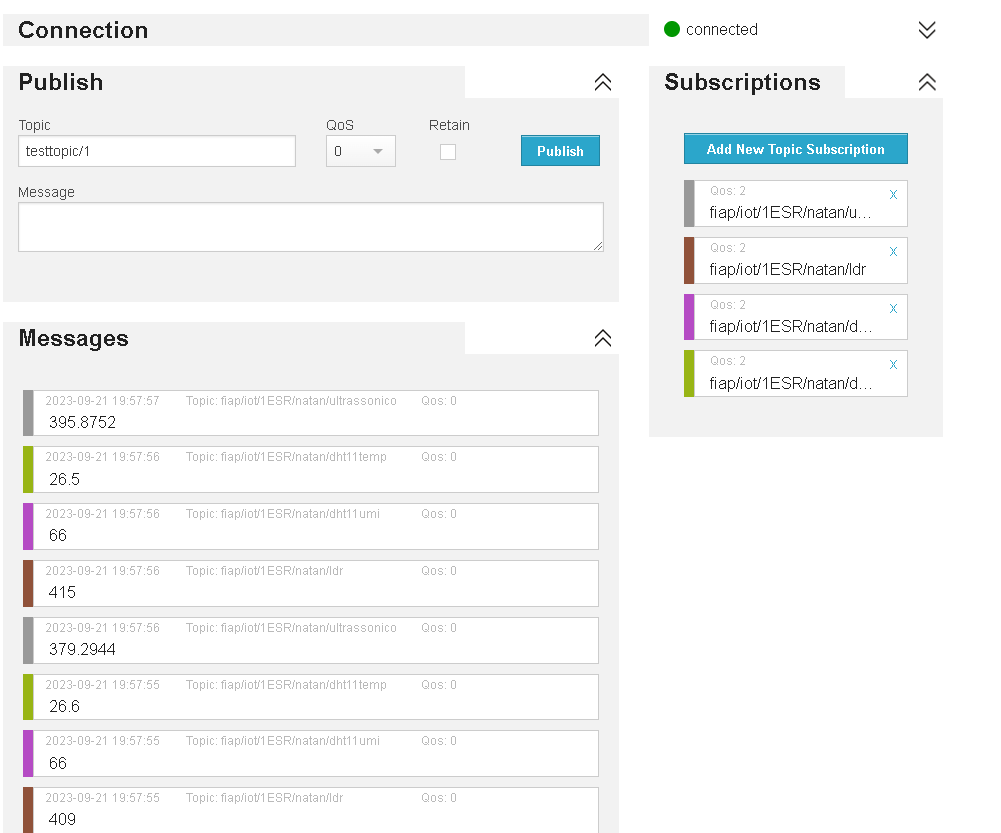 Connection
connected
Publish
Topic
QoS
Retain
testtopic/1
0
Publish
Message
Subscriptions
Add New Topic Subscription
Qos: 2
x
fiap/iot/1ESR/natan/u...
Qos: 2
x
fiap/iot/1ESR/natan/ldr
Qos: 2
x
fiap/iot/1ESR/natan/d...
Qos: 2
x
fiap/iot/1ESR/natan/d...
Messages
2023-09-21 19:57:57 Topic: fiap/iot/1ESR/natan/ultrassonico Qos: 0
395.8752
2023-09-21 19:57:56 Topic: fiap/iot/1ESR/natan/dht11temp Qos: 0
26.5
2023-09-21 19:57:56 Topic: fiap/iot/1ESR/natan/dht11umi Qos: 0
66
2023-09-21 19:57:56 Topic: fiap/iot/1ESR/natan/ldr Qos: 0
415
2023-09-21 19:57:56 Topic: fiap/iot/1ESR/natan/ultrassonico Qos: 0
379.2944
2023-09-21 19:57:55 Topic: fiap/iot/1ESR/natan/dht11temp Qos: 0
26.6
2023-09-21 19:57:55 Topic: fiap/iot/1ESR/natan/dht11umi Qos: 0
66
2023-09-21 19:57:55 Topic: fiap/iot/1ESR/natan/ldr Qos: 0
409